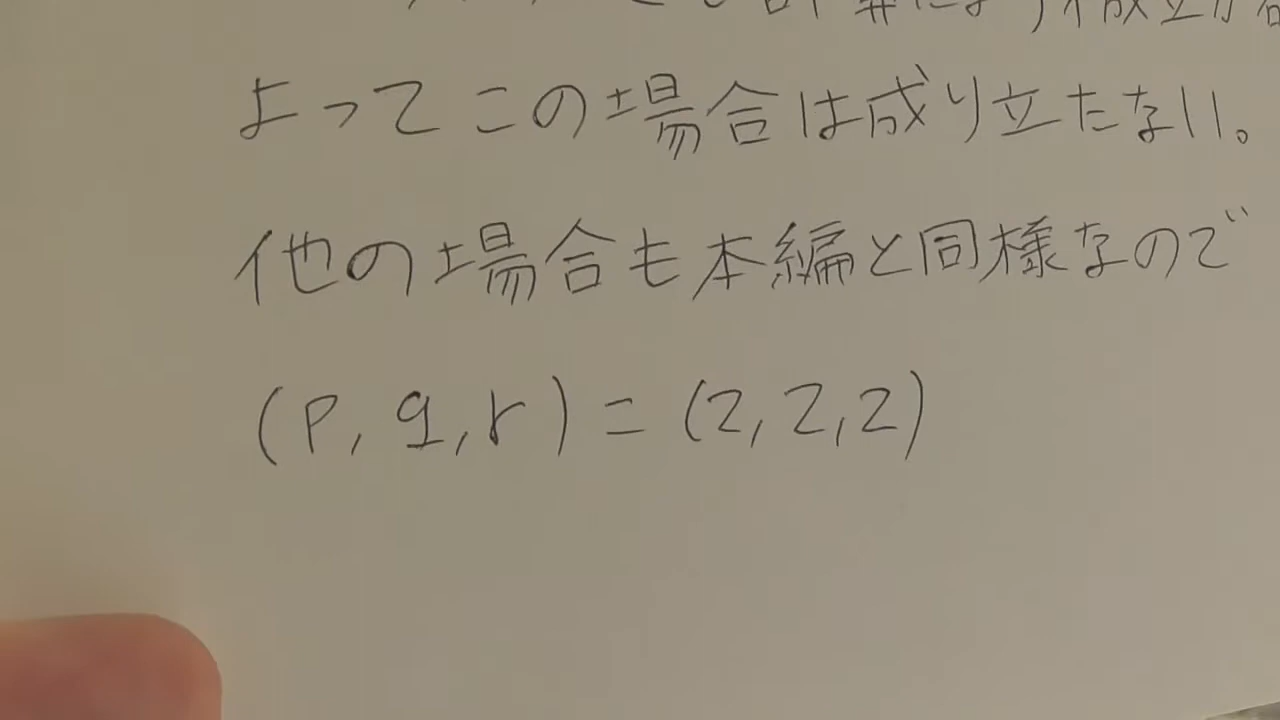 よってこの場合は成り立たない。
他の場合も本編と同様なので
(p, q, r) = (2, 2, 2)